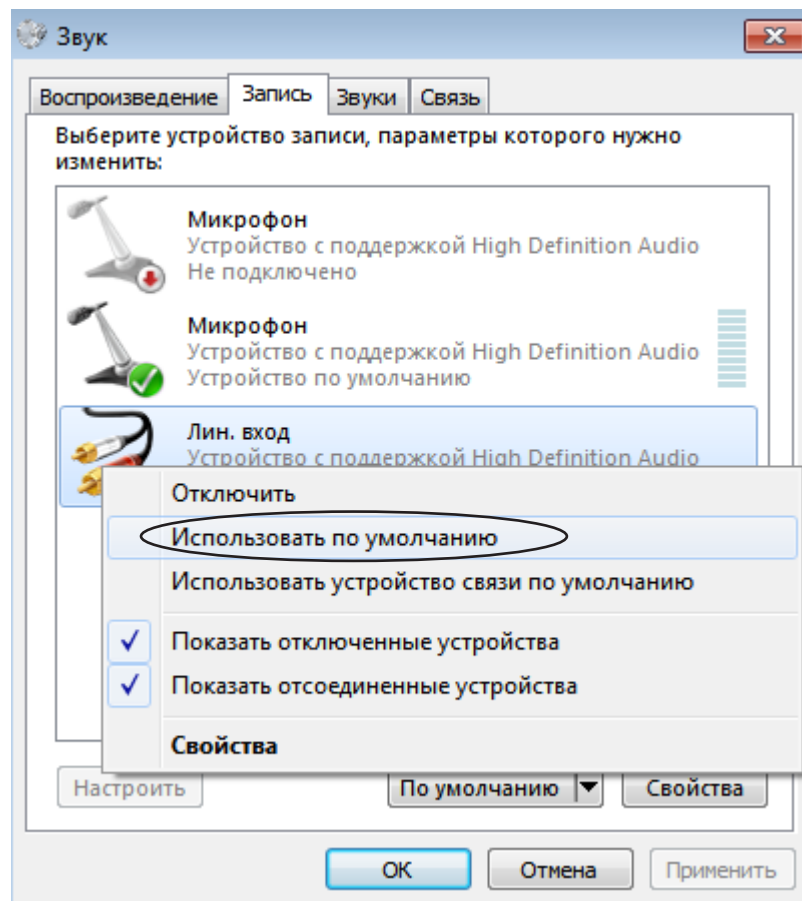 Звук
Воспроизведение Запись Звуки Связь
Выберите устройство записи, параметры которого нужно
изменить:
Микрофон
Устройство с поддержкой High Definition Audio
Не подключено
Микрофон
Устройство с поддержкой High Definition Audio
Устройство по умолчанию
Лин. вход
Устройство с поддержкой High Definition Audio
Отключить
Использовать по умолчанию
Использовать устройство связи по умолчанию
Показать отключенные устройства
Показать отсоединенные устройства
Свойства
Настроить По умолчанию Свойства
ОК Отмена Применить